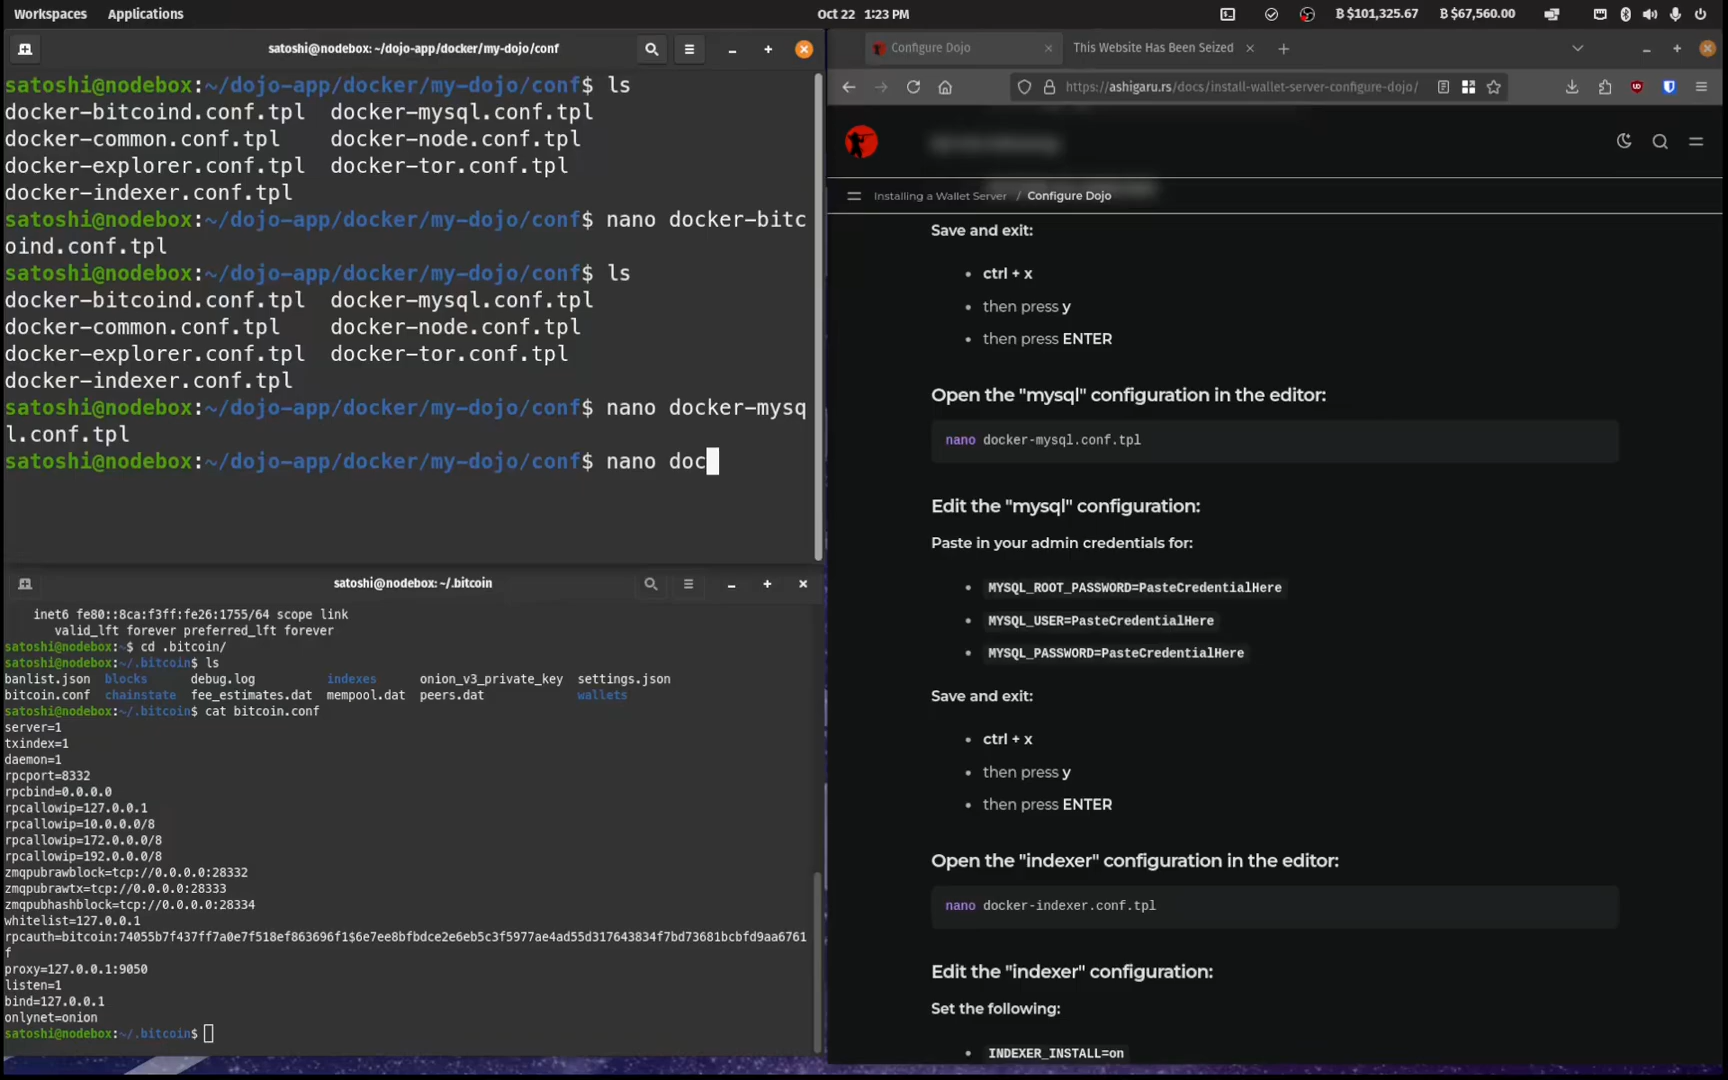 Workspaces Applications Oct 22 1:23 PM ₿ $101,325.67 ₿ $67,560.00
satoshi@nodebox: ~/dojo-app/docker/my-dojo/conf
satoshi@nodebox:~/dojo-app/docker/my-dojo/conf$ ls
docker-bitcoind.conf.tpl docker-mysql.conf.tpl
docker-common.conf.tpl docker-node.conf.tpl
docker-explorer.conf.tpl docker-tor.conf.tpl
docker-indexer.conf.tpl
satoshi@nodebox:~/dojo-app/docker/my-dojo/conf$ nano docker-bitc
oind.conf.tpl
satoshi@nodebox:~/dojo-app/docker/my-dojo/conf$ ls
docker-bitcoind.conf.tpl docker-mysql.conf.tpl
docker-common.conf.tpl docker-node.conf.tpl
docker-explorer.conf.tpl docker-tor.conf.tpl
docker-indexer.conf.tpl
satoshi@nodebox:~/dojo-app/docker/my-dojo/conf$ nano docker-mysq
l.conf.tpl
satoshi@nodebox:~/dojo-app/docker/my-dojo/conf$ nano doc
satoshi@nodebox: ~/.bitcoin
inet6 fe80::8ca:f3ff:fe26:1755/64 scope link
valid_lft forever preferred_lft forever
satoshi@nodebox:~$ cd .bitcoin/
satoshi@nodebox:~/.bitcoin$ ls
banlist.json blocks debug.log indexes onion_v3_private_key settings.json
bitcoin.conf chainstate fee_estimates.dat mempool.dat peers.dat wallets
satoshi@nodebox:~/.bitcoin$ cat bitcoin.conf
server=1
txindex=1
daemon=1
rpcport=8332
rpcbind=0.0.0.0
rpcallowip=127.0.0.1
rpcallowip=10.0.0.0/8
rpcallowip=172.0.0.0/8
rpcallowip=192.0.0.0/8
zmqpubrawblock=tcp://0.0.0.0:28332
zmqpubrawtx=tcp://0.0.0.0:28333
zmqpubhashblock=tcp://0.0.0.0:28334
whitelist=127.0.0.1
rpcauth=bitcoin:74055b7f437ff7a0e7f518ef863696f1$6e7ee8bfbdce2e6eb5c3f5977ae4ad55d317643834f7bd73681bcbfd9aa6761
f
proxy=127.0.0.1:9050
listen=1
bind=127.0.0.1
onlynet=onion
satoshi@nodebox:~/.bitcoin$
Configure Dojo This Website Has Been Seized
https://ashigaru.rs/docs/install-wallet-server-configure-dojo/
Installing a Wallet Server / Configure Dojo
Save and exit:
ctrl + x
then press y
then press ENTER
Open the "mysql" configuration in the editor:
nano docker-mysql.conf.tpl
Edit the "mysql" configuration:
Paste in your admin credentials for:
MYSQL_ROOT_PASSWORD=PasteCredentialHere
MYSQL_USER=PasteCredentialHere
MYSQL_PASSWORD=PasteCredentialHere
Save and exit:
ctrl + x
then press y
then press ENTER
Open the "indexer" configuration in the editor:
nano docker-indexer.conf.tpl
Edit the "indexer" configuration:
Set the following:
INDEXER_INSTALL=on